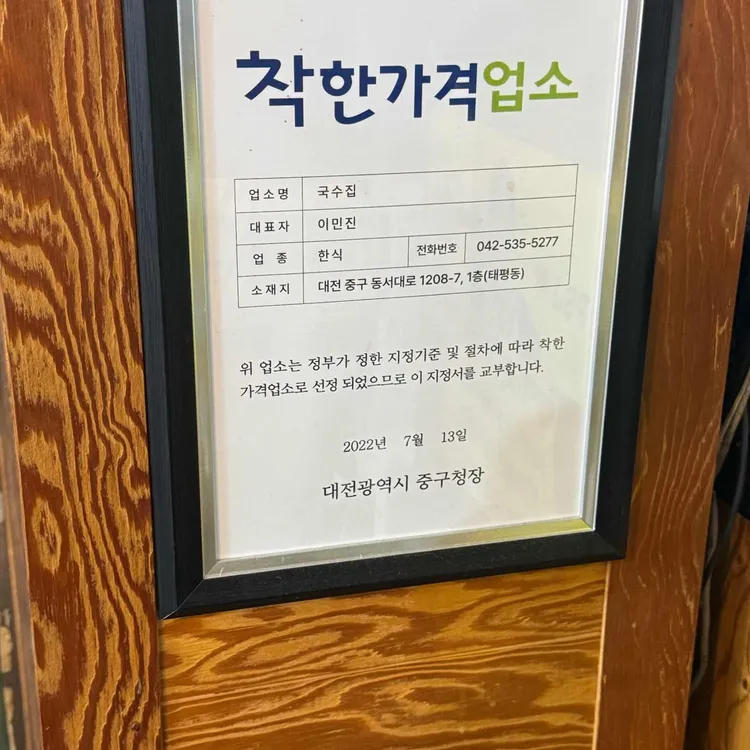 착한가격업소
업소명 국수집
대표자 이민진
업 종 한식 전화번호 042-535-5277
소재지 대전 중구 동서대로 1208-7, 1층(태평동)
위 업소는 정부가 정한 지정기준 및 절차에 따라 착한
가격업소로 선정 되었으므로 이 지정서를 교부합니다.
2022년 7월 13일
대전광역시 중구청장